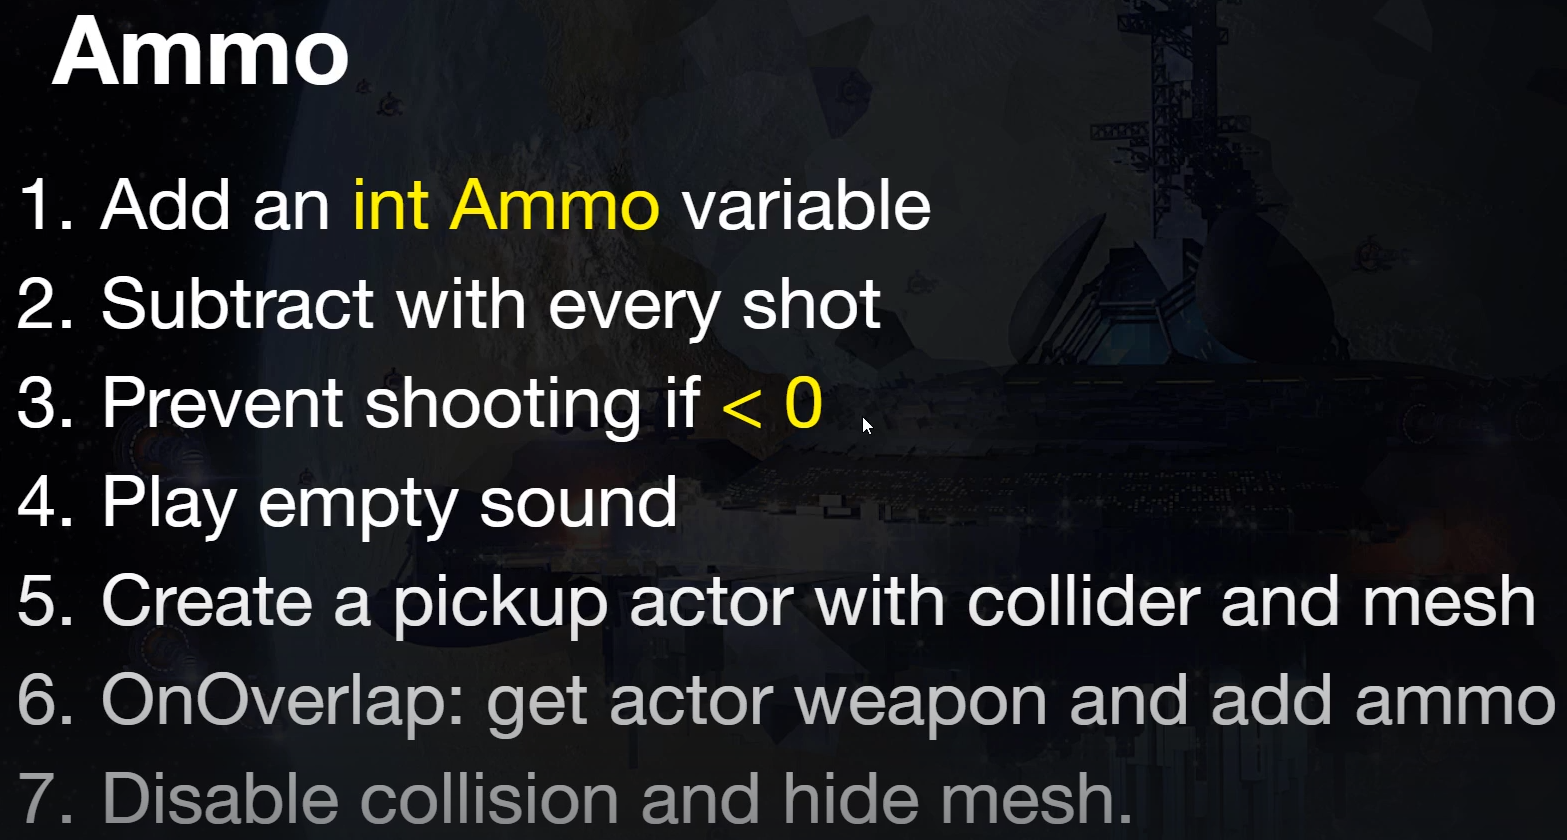 Ammo
1. Add an int Ammo variable
2. Subtract with every shot
3. Prevent shooting if < 0
4. Play empty sound
5. Create a pickup actor with collider and mesh
6. OnOverlap: get actor weapon and add ammo
7. Disable collision and hide mesh.